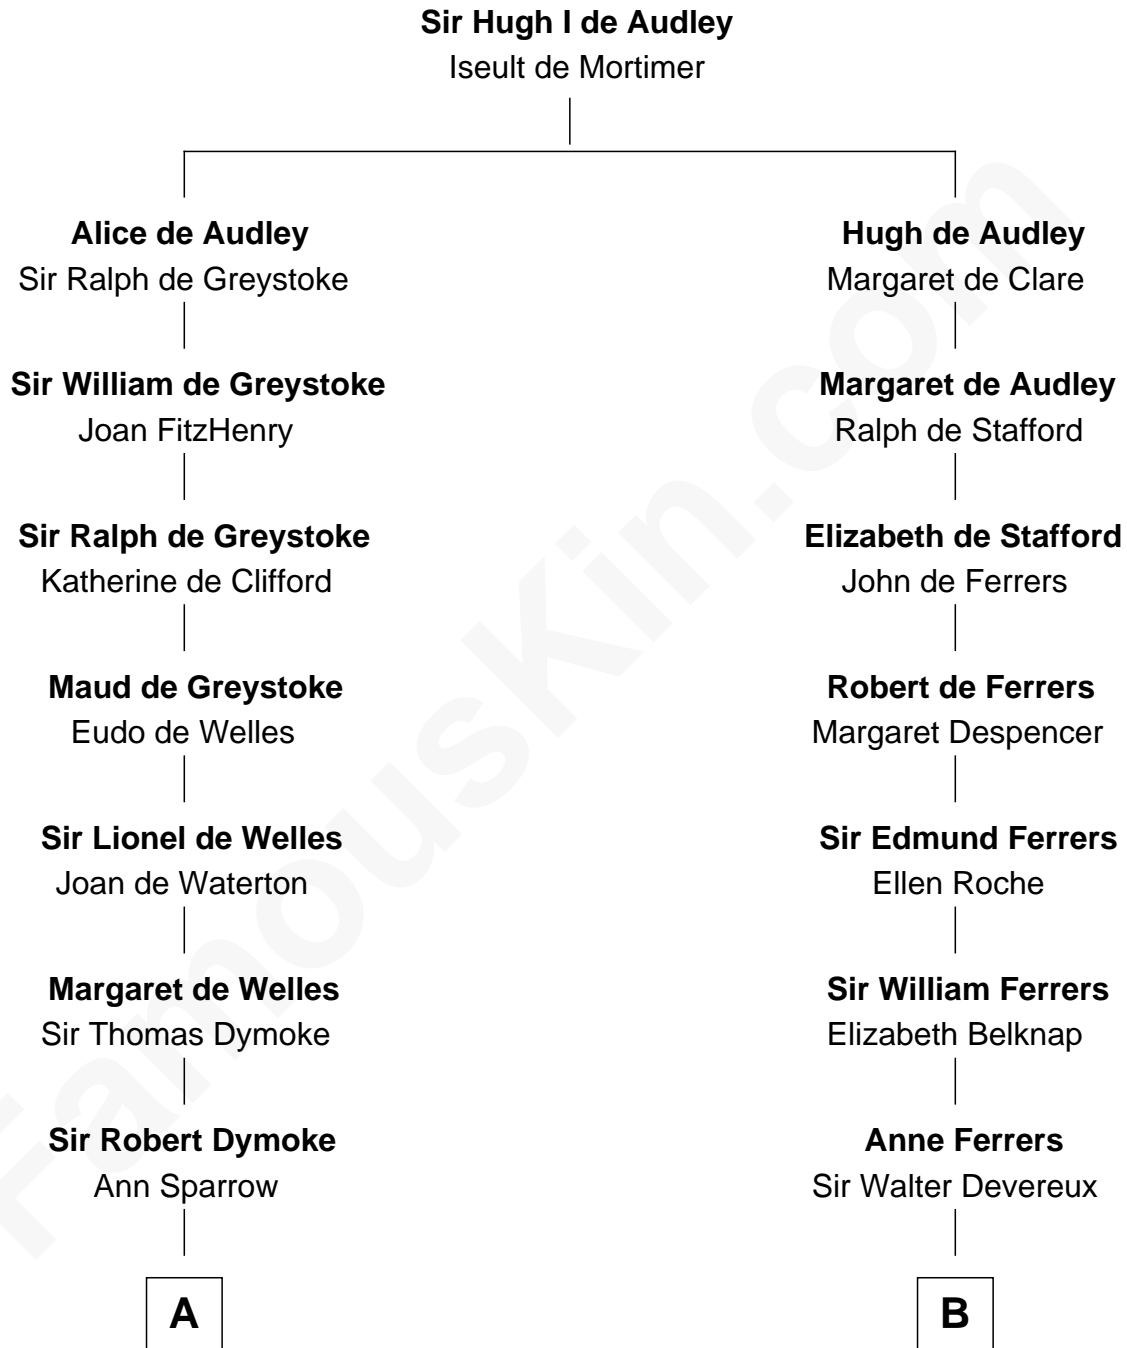 Sir Hugh I de Audley
Iseult de Mortimer
Alice de Audley
Sir Ralph de Greystoke
Hugh de Audley
Margaret de Clare
Sir William de Greystoke
Joan FitzHenry
Margaret de Audley
Ralph de Stafford
Sir Ralph de Greystoke
Katherine de Clifford
Elizabeth de Stafford
John de Ferrers
Maud de Greystoke
Eudo de Welles
Robert de Ferrers
Margaret Despencer
Sir Lionel de Welles
Joan de Waterton
Sir Edmund Ferrers
Ellen Roche
Margaret de Welles
Sir Thomas Dymoke
Sir William Ferrers
Elizabeth Belknap
Sir Robert Dymoke
Ann Sparrow
Anne Ferrers
Sir Walter Devereux
A
B
FamousKin.com